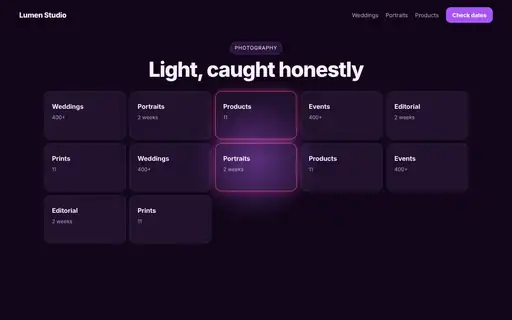 Lumen Studio
Weddings Portraits Products Check dates
PHOTOGRAPHY
Light, caught honestly
Weddings
400+
Portraits
2 weeks
Products
11
Events
400+
Editorial
2 weeks
Prints
11
Weddings
400+
Portraits
2 weeks
Products
11
Events
400+
Editorial
2 weeks
Prints
11